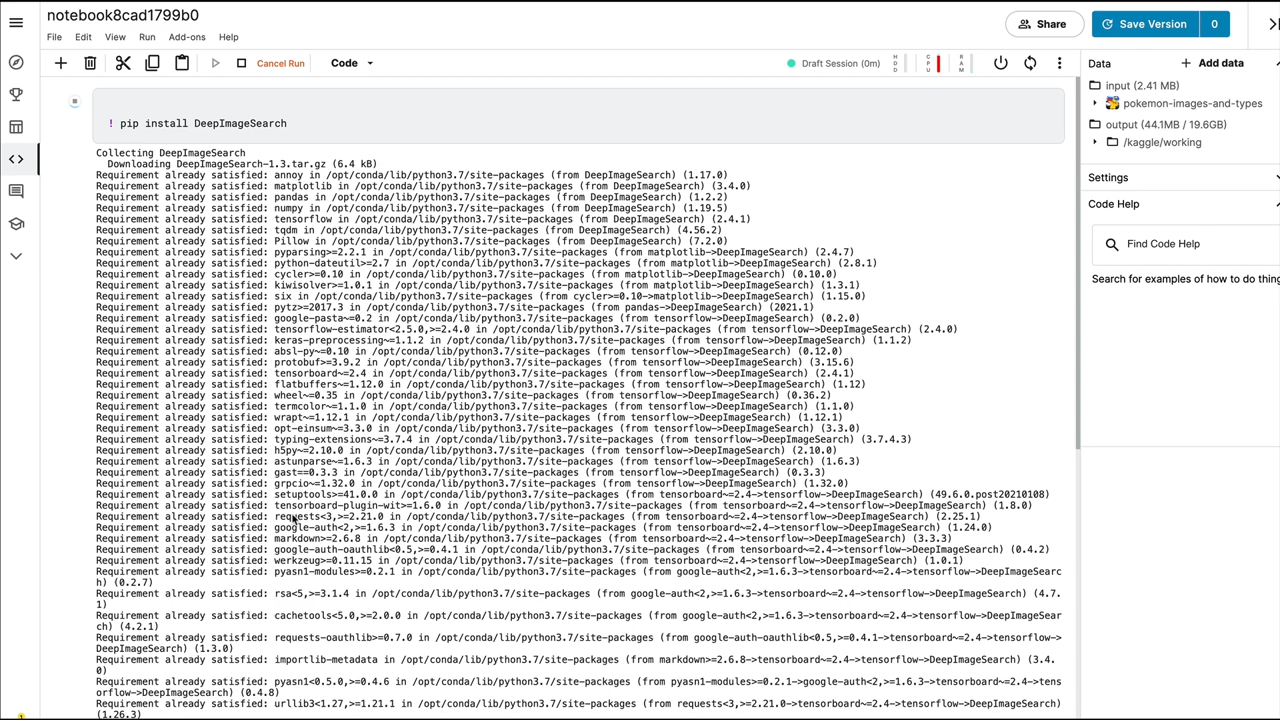 notebook8cad1799b0
File Edit View Run Add-ons Help
Share
Save Version 0
Cancel Run
Code
Draft Session (0m)
HDD
CPU
RAM
! pip install DeepImageSearch
Collecting DeepImageSearch
Downloading DeepImageSearch-1.3.tar.gz (6.4 kB)
Requirement already satisfied: annoy in /opt/conda/lib/python3.7/site-packages (from DeepImageSearch) (1.17.0)
Requirement already satisfied: matplotlib in /opt/conda/lib/python3.7/site-packages (from DeepImageSearch) (3.4.0)
Requirement already satisfied: pandas in /opt/conda/lib/python3.7/site-packages (from DeepImageSearch) (1.2.2)
Requirement already satisfied: numpy in /opt/conda/lib/python3.7/site-packages (from DeepImageSearch) (1.19.5)
Requirement already satisfied: tensorflow in /opt/conda/lib/python3.7/site-packages (from DeepImageSearch) (2.4.1)
Requirement already satisfied: tqdm in /opt/conda/lib/python3.7/site-packages (from DeepImageSearch) (4.56.2)
Requirement already satisfied: Pillow in /opt/conda/lib/python3.7/site-packages (from DeepImageSearch) (7.2.0)
Requirement already satisfied: pyparsing>=2.2.1 in /opt/conda/lib/python3.7/site-packages (from matplotlib->DeepImageSearch) (2.4.7)
Requirement already satisfied: python-dateutil>=2.7 in /opt/conda/lib/python3.7/site-packages (from matplotlib->DeepImageSearch) (2.8.1)
Requirement already satisfied: cycler>=0.10 in /opt/conda/lib/python3.7/site-packages (from matplotlib->DeepImageSearch) (0.10.0)
Requirement already satisfied: kiwisolver>=1.0.1 in /opt/conda/lib/python3.7/site-packages (from matplotlib->DeepImageSearch) (1.3.1)
Requirement already satisfied: six in /opt/conda/lib/python3.7/site-packages (from cycler>=0.10->matplotlib->DeepImageSearch) (1.15.0)
Requirement already satisfied: pytz>=2017.3 in /opt/conda/lib/python3.7/site-packages (from pandas->DeepImageSearch) (2021.1)
Requirement already satisfied: google-pasta~=0.2 in /opt/conda/lib/python3.7/site-packages (from tensorflow->DeepImageSearch) (0.2.0)
Requirement already satisfied: tensorflow-estimator<2.5.0,>=2.4.0 in /opt/conda/lib/python3.7/site-packages (from tensorflow->DeepImageSearch) (2.4.0)
Requirement already satisfied: keras-preprocessing~=1.1.2 in /opt/conda/lib/python3.7/site-packages (from tensorflow->DeepImageSearch) (1.1.2)
Requirement already satisfied: absl-py~=0.10 in /opt/conda/lib/python3.7/site-packages (from tensorflow->DeepImageSearch) (0.12.0)
Requirement already satisfied: protobuf>=3.9.2 in /opt/conda/lib/python3.7/site-packages (from tensorflow->DeepImageSearch) (3.15.6)
Requirement already satisfied: tensorboard~=2.4 in /opt/conda/lib/python3.7/site-packages (from tensorflow->DeepImageSearch) (2.4.1)
Requirement already satisfied: flatbuffers~=1.12.0 in /opt/conda/lib/python3.7/site-packages (from tensorflow->DeepImageSearch) (1.12)
Requirement already satisfied: wheel~=0.35 in /opt/conda/lib/python3.7/site-packages (from tensorflow->DeepImageSearch) (0.36.2)
Requirement already satisfied: termcolor~=1.1.0 in /opt/conda/lib/python3.7/site-packages (from tensorflow->DeepImageSearch) (1.1.0)
Requirement already satisfied: wrapt~=1.12.1 in /opt/conda/lib/python3.7/site-packages (from tensorflow->DeepImageSearch) (1.12.1)
Requirement already satisfied: opt-einsum~=3.3.0 in /opt/conda/lib/python3.7/site-packages (from tensorflow->DeepImageSearch) (3.3.0)
Requirement already satisfied: typing-extensions~=3.7.4 in /opt/conda/lib/python3.7/site-packages (from tensorflow->DeepImageSearch) (3.7.4.3)
Requirement already satisfied: h5py~=2.10.0 in /opt/conda/lib/python3.7/site-packages (from tensorflow->DeepImageSearch) (2.10.0)
Requirement already satisfied: astunparse~=1.6.3 in /opt/conda/lib/python3.7/site-packages (from tensorflow->DeepImageSearch) (1.6.3)
Requirement already satisfied: gast==0.3.3 in /opt/conda/lib/python3.7/site-packages (from tensorflow->DeepImageSearch) (0.3.3)
Requirement already satisfied: grpcio~=1.32.0 in /opt/conda/lib/python3.7/site-packages (from tensorflow->DeepImageSearch) (1.32.0)
Requirement already satisfied: setuptools>=41.0.0 in /opt/conda/lib/python3.7/site-packages (from tensorboard~=2.4->tensorflow->DeepImageSearch) (49.6.0.post20210108)
Requirement already satisfied: tensorboard-plugin-wit>=1.6.0 in /opt/conda/lib/python3.7/site-packages (from tensorboard~=2.4->tensorflow->DeepImageSearch) (1.8.0)
Requirement already satisfied: requests<3,>=2.21.0 in /opt/conda/lib/python3.7/site-packages (from tensorboard~=2.4->tensorflow->DeepImageSearch) (2.25.1)
Requirement already satisfied: google-auth<2,>=1.6.3 in /opt/conda/lib/python3.7/site-packages (from tensorboard~=2.4->tensorflow->DeepImageSearch) (1.24.0)
Requirement already satisfied: markdown>=2.6.8 in /opt/conda/lib/python3.7/site-packages (from tensorboard~=2.4->tensorflow->DeepImageSearch) (3.3.3)
Requirement already satisfied: google-auth-oauthlib<0.5,>=0.4.1 in /opt/conda/lib/python3.7/site-packages (from tensorboard~=2.4->tensorflow->DeepImageSearch) (0.4.2)
Requirement already satisfied: werkzeug>=0.11.15 in /opt/conda/lib/python3.7/site-packages (from tensorboard~=2.4->tensorflow->DeepImageSearch) (1.0.1)
Requirement already satisfied: pyasn1-modules>=0.2.1 in /opt/conda/lib/python3.7/site-packages (from google-auth<2,>=1.6.3->tensorboard~=2.4->tensorflow->DeepImageSearc
h) (0.2.7)
Requirement already satisfied: rsa<5,>=3.1.4 in /opt/conda/lib/python3.7/site-packages (from google-auth<2,>=1.6.3->tensorboard~=2.4->tensorflow->DeepImageSearch) (4.7.
1)
Requirement already satisfied: cachetools<5.0,>=2.0.0 in /opt/conda/lib/python3.7/site-packages (from google-auth<2,>=1.6.3->tensorboard~=2.4->tensorflow->DeepImageSear
ch) (4.2.1)
Requirement already satisfied: requests-oauthlib>=0.7.0 in /opt/conda/lib/python3.7/site-packages (from google-auth-oauthlib<0.5,>=0.4.1->tensorboard~=2.4->tensorflow->
DeepImageSearch) (1.3.0)
Requirement already satisfied: importlib-metadata in /opt/conda/lib/python3.7/site-packages (from markdown>=2.6.8->tensorboard~=2.4->tensorflow->DeepImageSearch) (3.4.
0)
Requirement already satisfied: pyasn1<0.5.0,>=0.4.6 in /opt/conda/lib/python3.7/site-packages (from pyasn1-modules>=0.2.1->google-auth<2,>=1.6.3->tensorboard~=2.4->tens
orflow->DeepImageSearch) (0.4.8)
Requirement already satisfied: urllib3<1.27,>=1.21.1 in /opt/conda/lib/python3.7/site-packages (from requests<3,>=2.21.0->tensorboard~=2.4->tensorflow->DeepImageSearch)
(1.26.3)
Data
Add data
input (2.41 MB)
pokemon-images-and-types
output (44.1MB / 19.6GB)
/kaggle/working
Settings
Code Help
Find Code Help
Search for examples of how to do thing